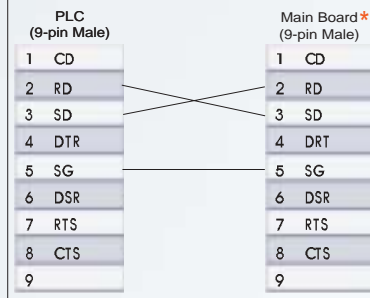 PLC
(9-pin Male)
1 CD
2 RD
3 SD
4 DTR
5 SG
6 DSR
7 RTS
8 CTS
9
Main Board*
(9-pin Male)
1 CD
2 RD
3 SD
4 DRT
5 SG
6 DSR
7 RTS
8 CTS
9